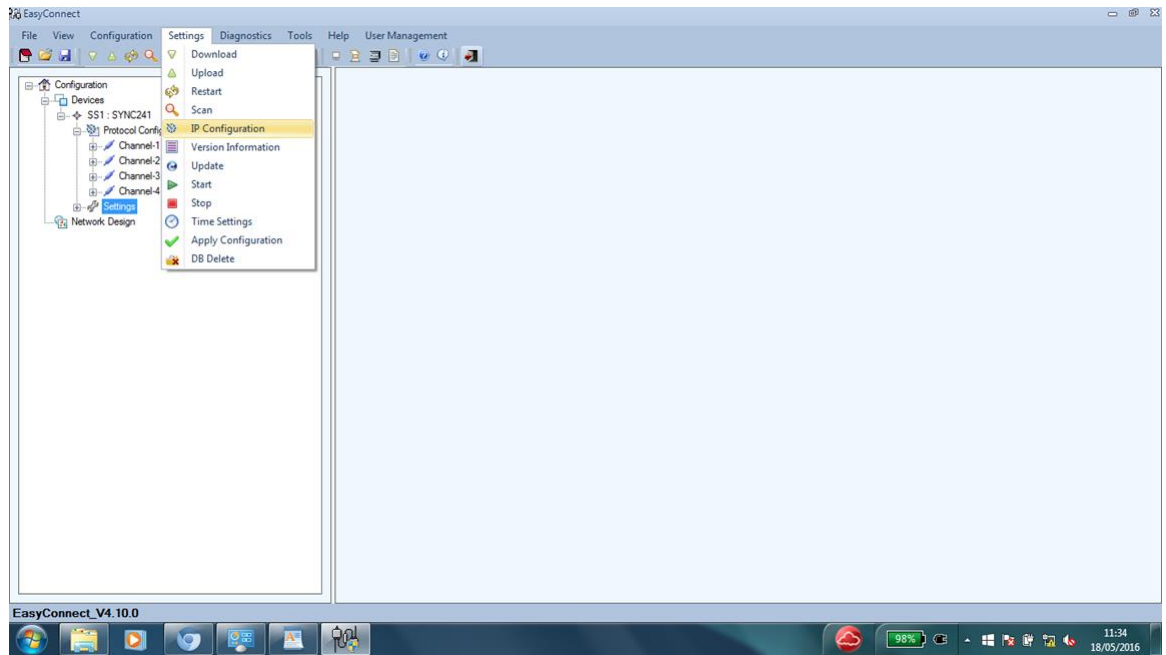 EasyConnect
File View Configuration Settings Diagnostics Tools Help User Management
Download
Upload
Restart
Scan
IP Configuration
Version Information
Update
Start
Stop
Time Settings
Apply Configuration
DB Delete
Configuration
Devices
SS1 : SYNC241
Protocol Config
Channel-1
Channel-2
Channel-3
Channel-4
Settings
Network Design
EasyConnect_V4.10.0
98%
11:34
18/05/2016